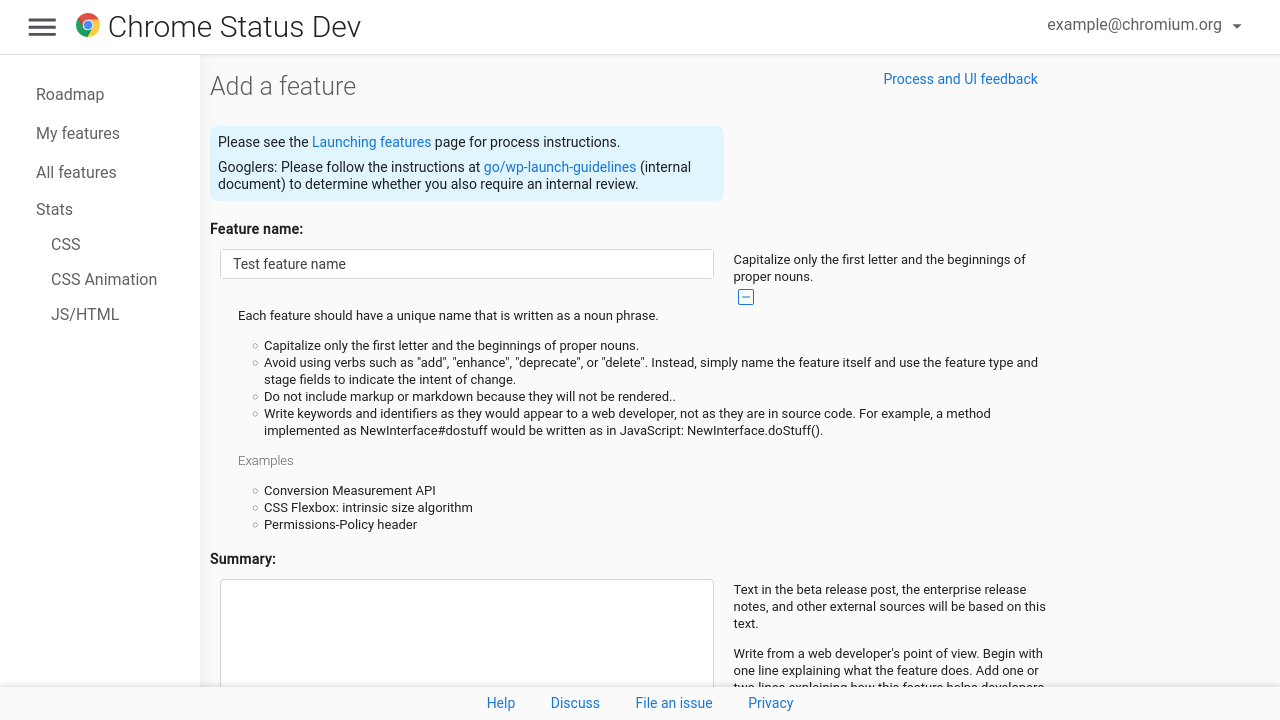 Chrome Status Dev
example@chromium.org
Roadmap
My features
All features
Stats
CSS
CSS Animation
JS/HTML
Add a feature
Process and UI feedback
Please see the Launching features page for process instructions.
Googlers: Please follow the instructions at go/wp-launch-guidelines (internal
document) to determine whether you also require an internal review.
Feature name:
Test feature name
Capitalize only the first letter and the beginnings of
proper nouns.
Each feature should have a unique name that is written as a noun phrase.
Capitalize only the first letter and the beginnings of proper nouns.
Avoid using verbs such as "add", "enhance", "deprecate", or "delete". Instead, simply name the feature itself and use the feature type and
stage fields to indicate the intent of change.
Do not include markup or markdown because they will not be rendered..
Write keywords and identifiers as they would appear to a web developer, not as they are in source code. For example, a method
implemented as NewInterface#dostuff would be written as in JavaScript: NewInterface.doStuff().
Examples
Conversion Measurement API
CSS Flexbox: intrinsic size algorithm
Permissions-Policy header
Summary:
Text in the beta release post, the enterprise release
notes, and other external sources will be based on this
text.
Write from a web developer's point of view. Begin with
one line explaining what the feature does. Add one or
two lines explaining how this feature helps developers.
Help
Discuss
File an issue
Privacy